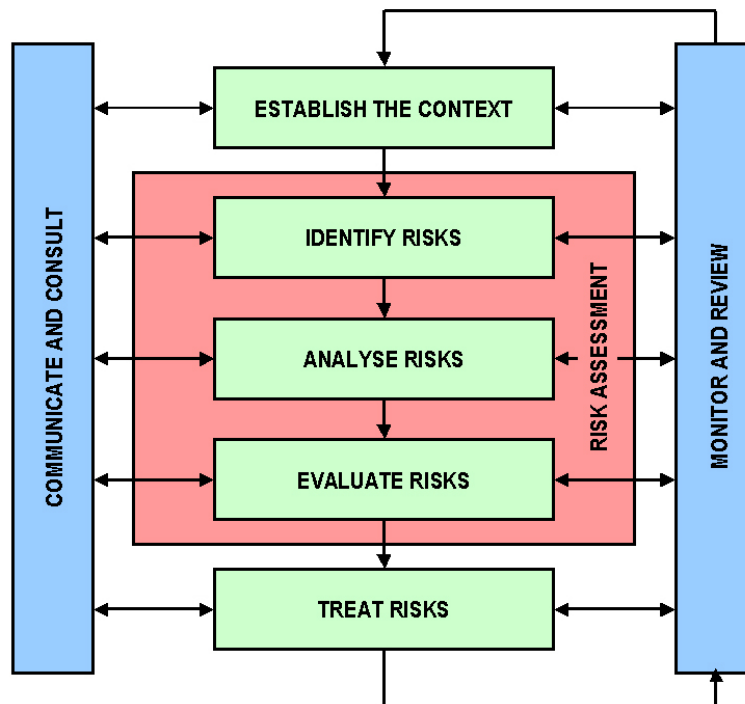 ESTABLISH THE CONTEXT
COMMUNICATE AND CONSULT
IDENTIFY RISKS
ANALYSE RISKS
EVALUATE RISKS
RISK ASSESSMENT
MONITOR AND REVIEW
TREAT RISKS